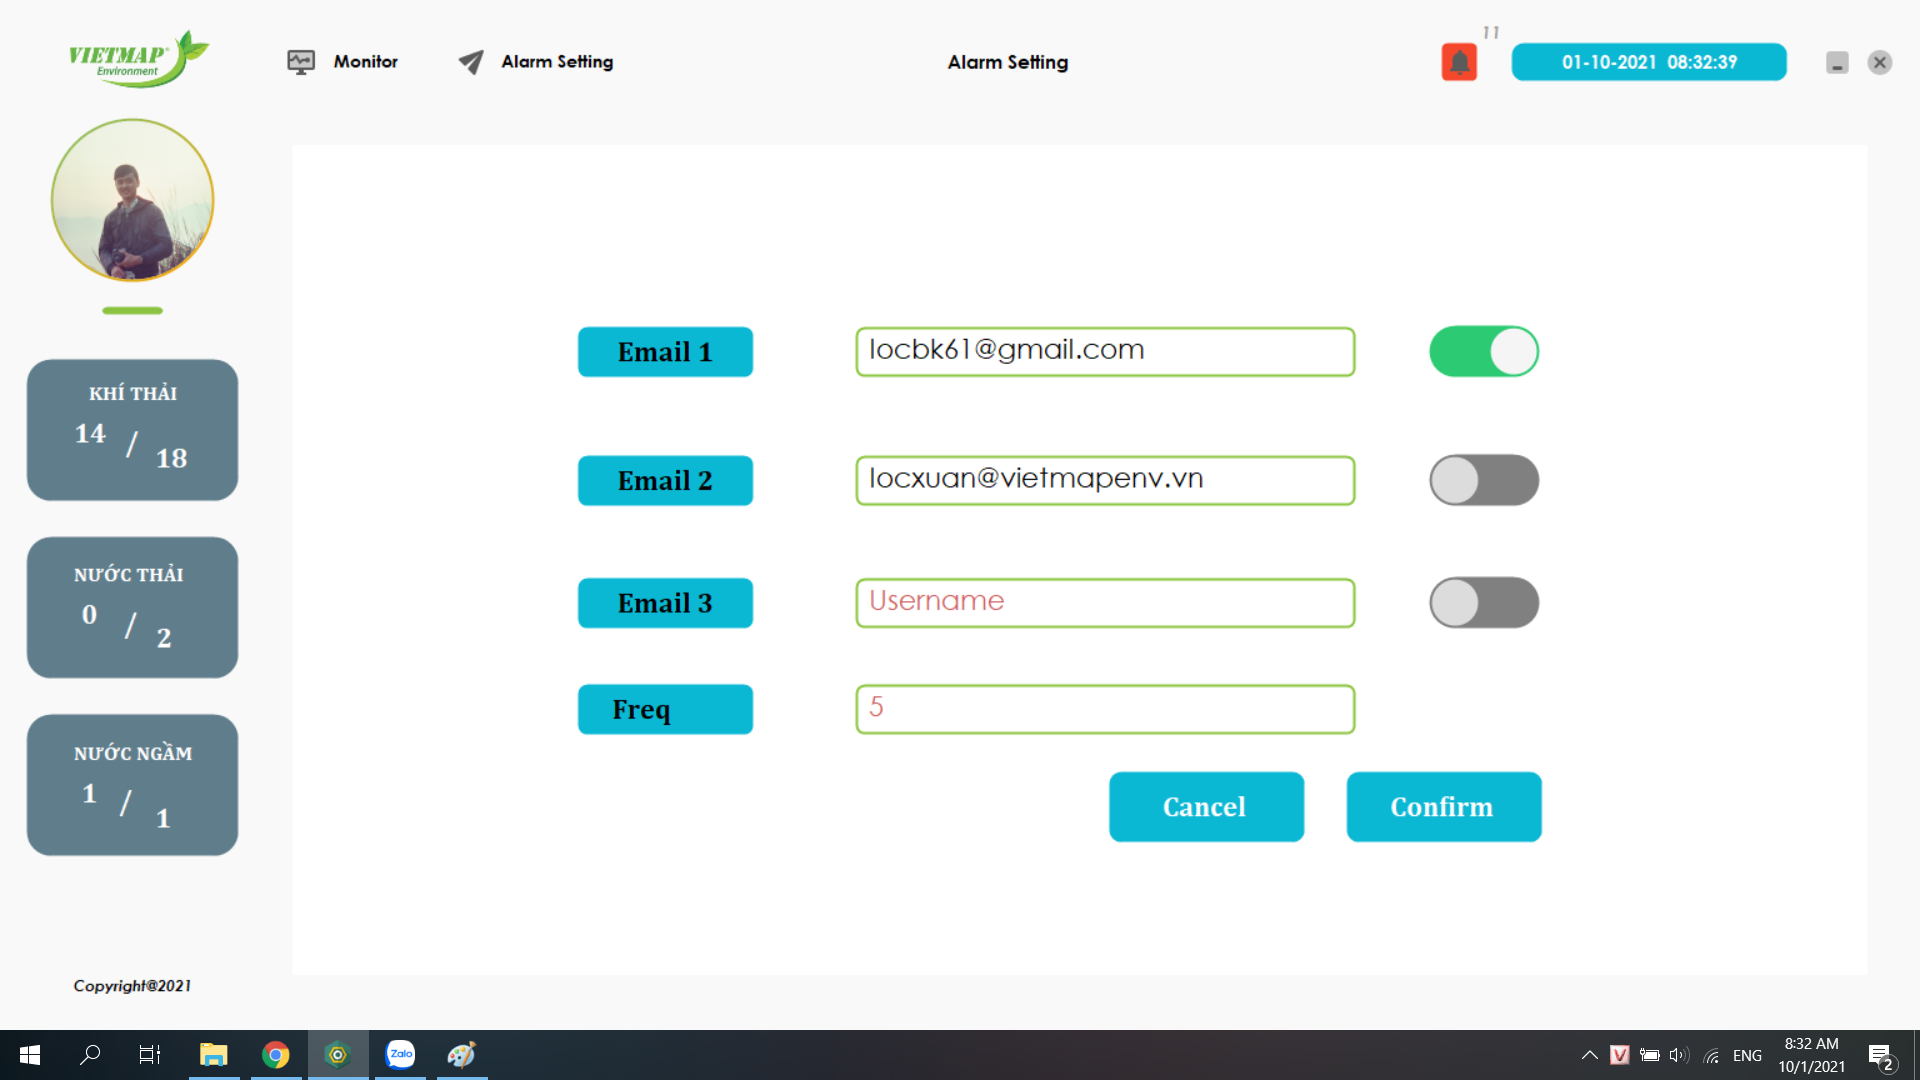 VIETMAP®
Environment
Monitor
Alarm Setting
Alarm Setting
11
01-10-2021 08:32:39
KHÍ THẢI
14 / 18
NƯỚC THẢI
0 / 2
NƯỚC NGẦM
1 / 1
Copyright@2021
Email 1
locbk61@gmail.com
Email 2
locxuan@vietmapenv.vn
Email 3
Username
Freq
5
Cancel
Confirm
Zalo
V
ENG
8:32 AM
10/1/2021
2